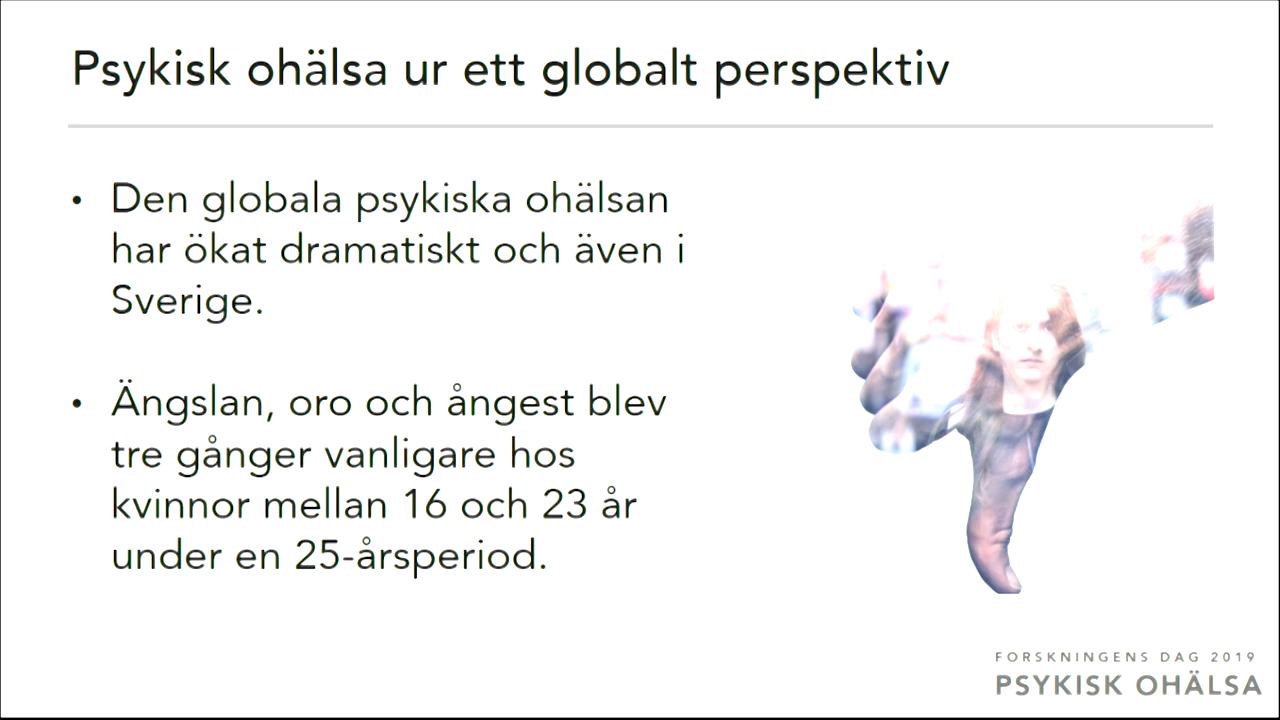 Psykisk ohälsa ur ett globalt perspektiv
• Den globala psykiska ohälsan
har ökat dramatiskt och även i
Sverige.
• Ängslan, oro och ångest blev
tre gånger vanligare hos
kvinnor mellan 16 och 23 år
under en 25-årsperiod.
FORSKNINGENS DAG 2019
PSYKISK OHÄLSA